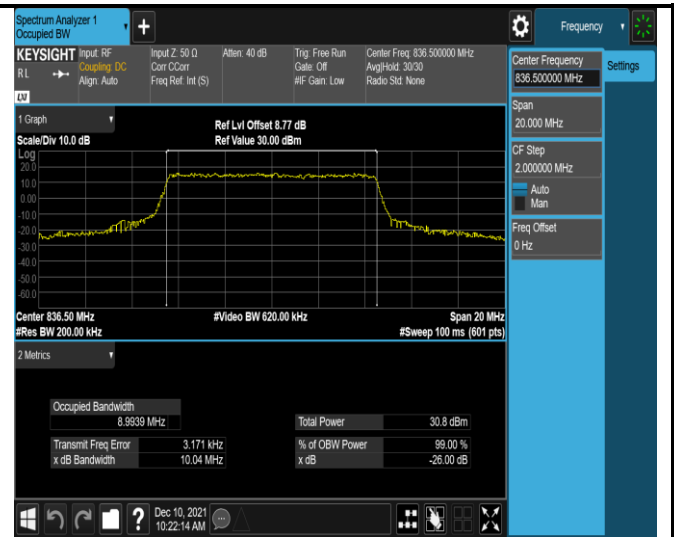 Spectrum Analyzer 1
Occupied BW
+
Frequency
KEYSIGHT
R L
LXI
Input: RF
Coupling: DC
Align: Auto
Input Z: 50 Ω
Corr CCorr
Freq Ref: Int (S)
Atten: 40 dB
Trig: Free Run
Gate: Off
#IF Gain: Low
Center Freq: 836.500000 MHz
Avg|Hold: 30/30
Radio Std: None
Center Frequency
836.500000 MHz
Settings
Span
20.000 MHz
CF Step
2.000000 MHz
Auto
Man
Freq Offset
0 Hz
1 Graph
Scale/Div 10.0 dB
Ref Lvl Offset 8.77 dB
Ref Value 30.00 dBm
Log
20.0
10.0
0.00
-10.0
-20.0
-30.0
-40.0
-50.0
-60.0
Center 836.50 MHz
#Video BW 620.00 kHz
Span 20 MHz
#Res BW 200.00 kHz
#Sweep 100 ms (601 pts)
2 Metrics
Occupied Bandwidth
8.9939 MHz
Total Power 30.8 dBm
Transmit Freq Error 3.171 kHz
% of OBW Power 99.00 %
x dB Bandwidth 10.04 MHz
x dB -26.00 dB
?
Dec 10, 2021
10:22:14 AM